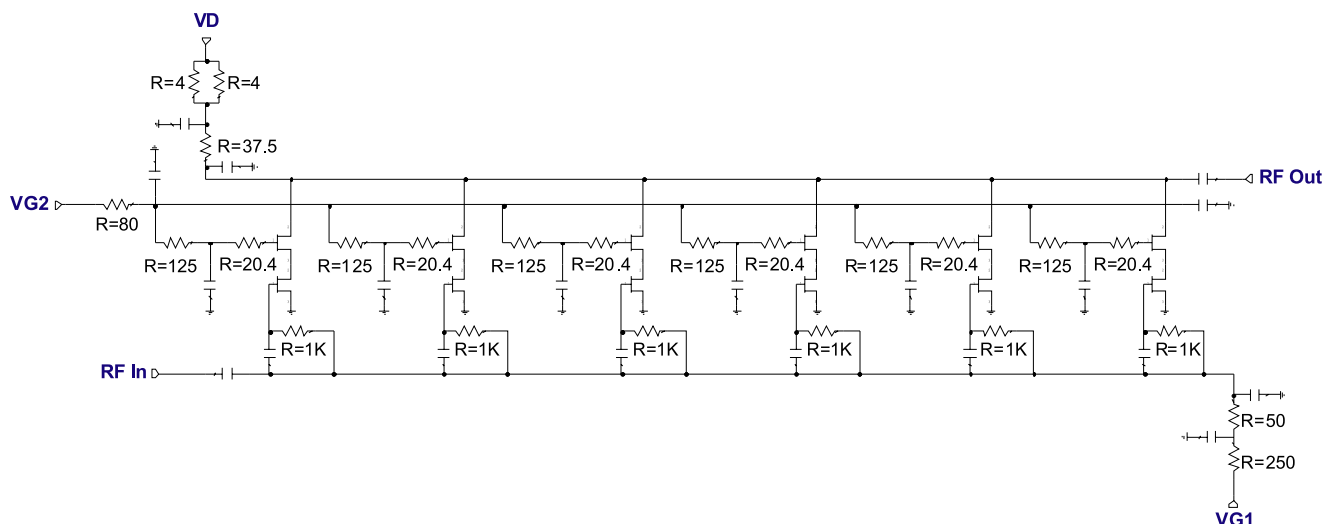 VD
R=4 R=4
R=37.5
RF Out
VG2
R=80
R=125 R=20.4 R=125 R=20.4 R=125 R=20.4 R=125 R=20.4 R=125 R=20.4 R=125 R=20.4
R=1K R=1K R=1K R=1K R=1K R=1K
RF In
R=50
R=250
VG1